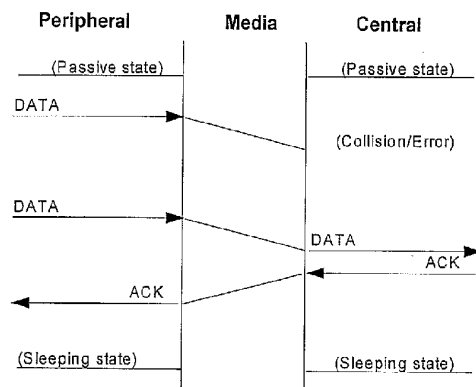 Peripheral Media Central
(Passive state) (Passive state)
DATA
(Collision/Error)
DATA
DATA
ACK
ACK
(Sleeping state) (Sleeping state)